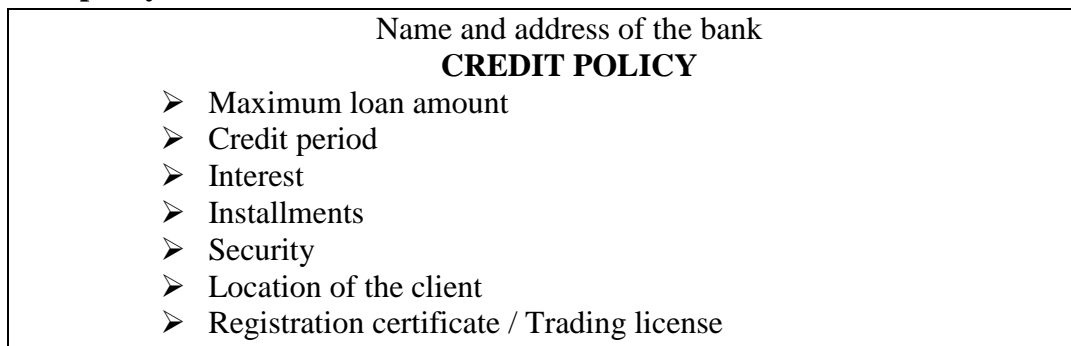 Name and address of the bank
CREDIT POLICY
➢ Maximum loan amount
➢ Credit period
➢ Interest
➢ Installments
➢ Security
➢ Location of the client
➢ Registration certificate / Trading license